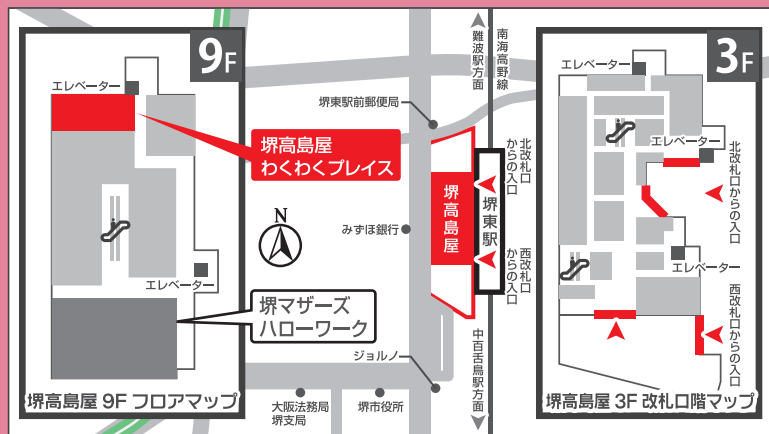 9F
エレベーター
堺高島屋
わくわくプレイス
エレベーター
堺マザーズ
ハローワーク
堺高島屋 9F フロアマップ
難波駅方面
南海高野線
堺東駅前郵便局
北改札口
からの入口
堺高島屋
堺東駅
N
みずほ銀行
西改札口
からの入口
ジョルノ
中百舌鳥駅方面
大阪法務局
堺支局
堺市役所
3F
エレベーター
エレベーター
北改札口からの入口
エレベーター
西改札口からの入口
堺高島屋 3F 改札口階マップ